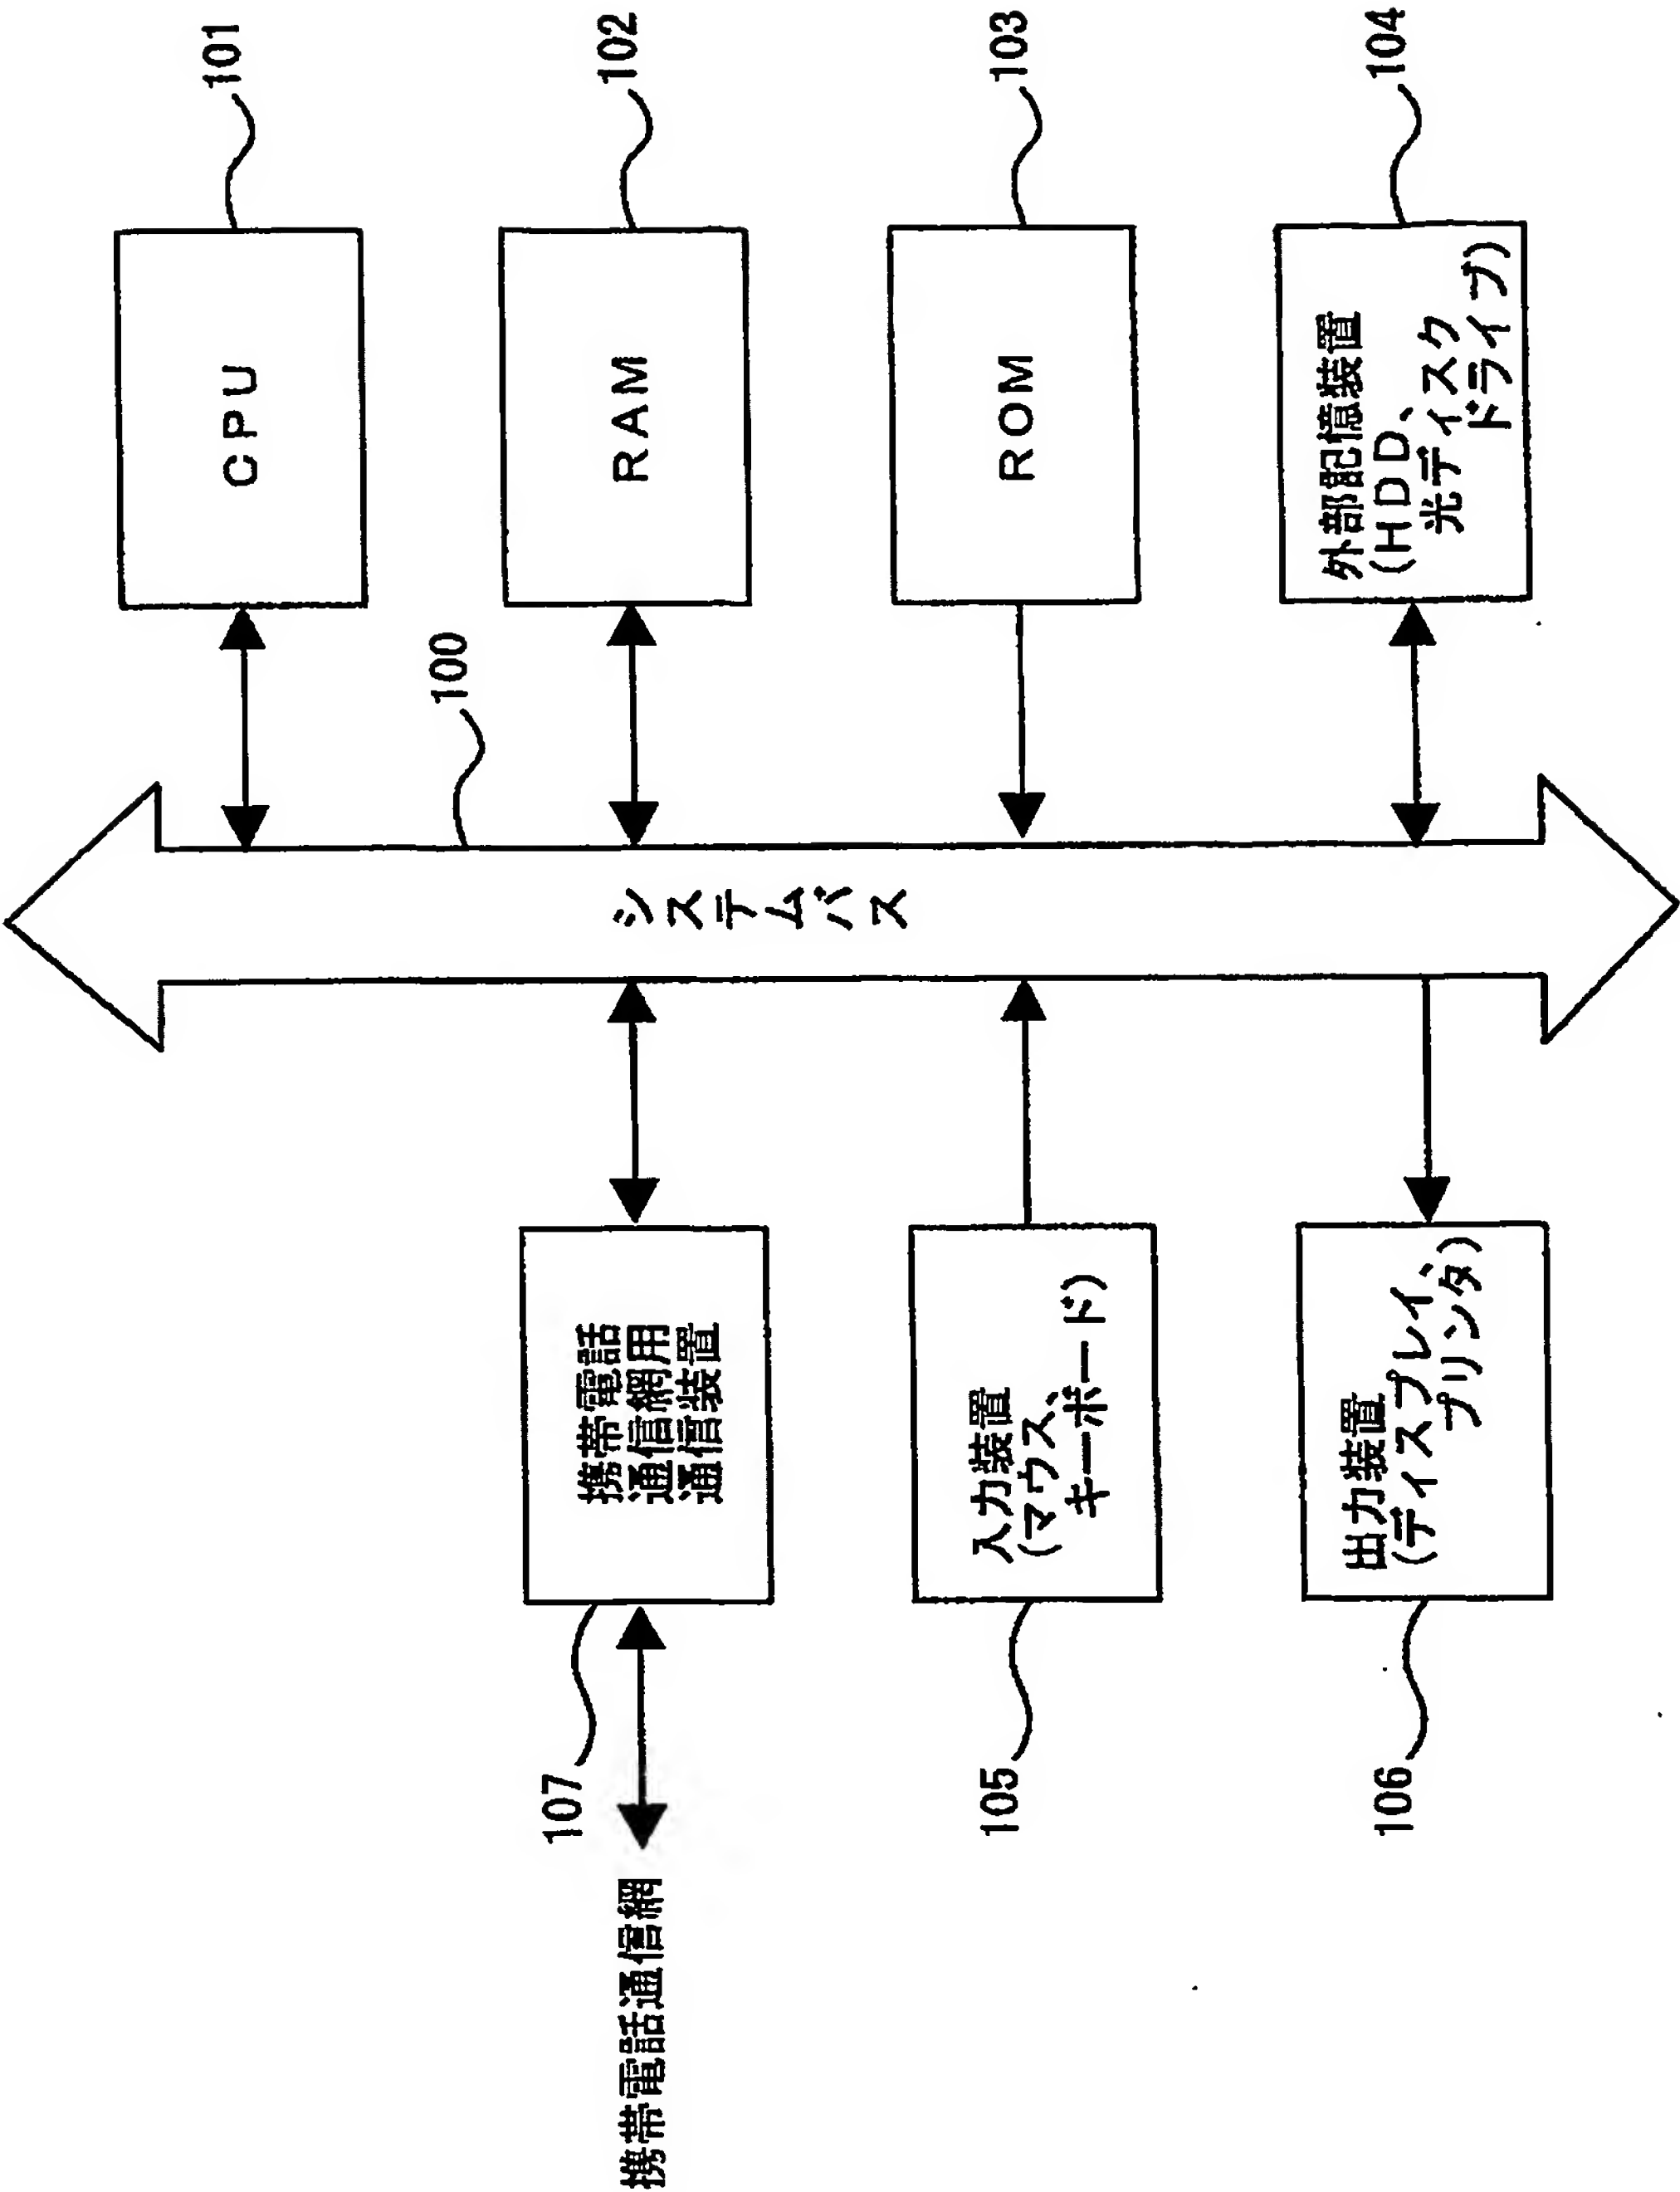 101
CPU
102
RAM
103
ROM
104
外部記憶装置
(HDD、
光ディスク
ドライブ)
100
システムバス
携帯電話
通信網用
通信装置
107
携帯電話通信網
入力装置
(マウス、
キーボード)
105
出力装置
(ディスプレイ、
プリンタ)
106